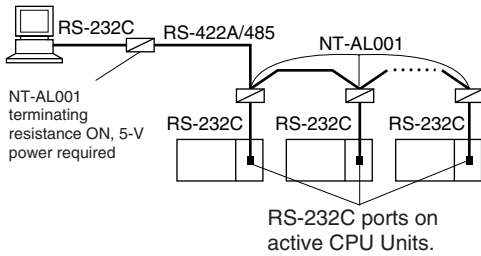 RS-232C
RS-422A/485
NT-AL001
NT-AL001
terminating
resistance ON, 5-V
power required
RS-232C
RS-232C
RS-232C
RS-232C ports on
active CPU Units.